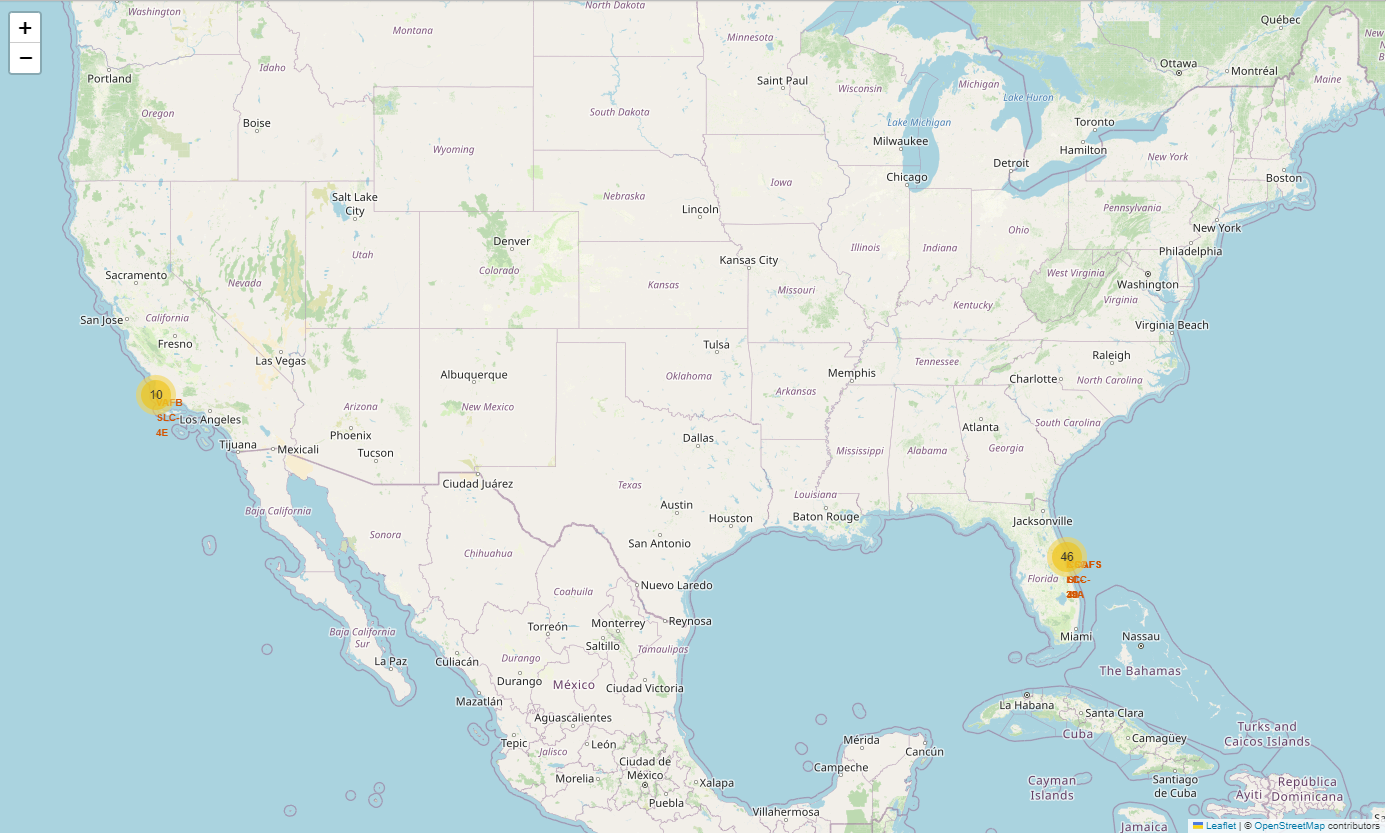 +
−
Washington
North Dakota
Montana
Minnesota
Québec
Portland
Idaho
Saint Paul
Wisconsin
Michigan
Ottawa
Montréal
Maine
Oregon
Boise
South Dakota
Lake Huron
Lake Michigan
Toronto
Hamilton
Wyoming
Milwaukee
Detroit
New York
Chicago
Boston
Iowa
Salt Lake
City
Nebraska
Lincoln
Pennsylvania
Ohio
New York
Denver
Utah
Colorado
Kansas City
Illinois
Indiana
Philadelphia
Sacramento
Nevada
Kansas
Missouri
West Virginia
Washington
Virginia
Kentucky
San Jose
California
Fresno
Virginia Beach
Las Vegas
Tulsa
Raleigh
Albuquerque
Oklahoma
Arkansas
Memphis
Tennessee
Charlotte
North Carolina
10
AFB
SLC-
4E
Los Angeles
Arizona
New Mexico
Phoenix
Tucson
Tijuana
Mexicali
Dallas
Mississippi
Alabama
Atlanta
Georgia
South Carolina
Ciudad Juárez
Texas
Louisiana
Baja California
Austin
Houston
Baton Rouge
Jacksonville
Sonora
San Antonio
Chihuahua
46
AFS
Florida
Coahuila
Nuevo Laredo
Baja California
Sur
Torreón
Monterrey
Reynosa
Saltillo
Tamaulipas
Miami
Nassau
La Paz
Culiacán
Durango
The Bahamas
Durango
México
Ciudad Victoria
Mazatlán
La Habana
Santa Clara
Aguascalientes
Cuba
Camagüey
Turks and
Caicos Islands
Tepic
Jalisco
León
Mérida
Cancún
Ciudad de
México
Campeche
Morelia
Xalapa
Cayman
Islands
Santiago
de Cuba
Ayiti
República
Dominicana
Puebla
Villahermosa
Jamaica
Leaflet | © OpenStreetMap contributors